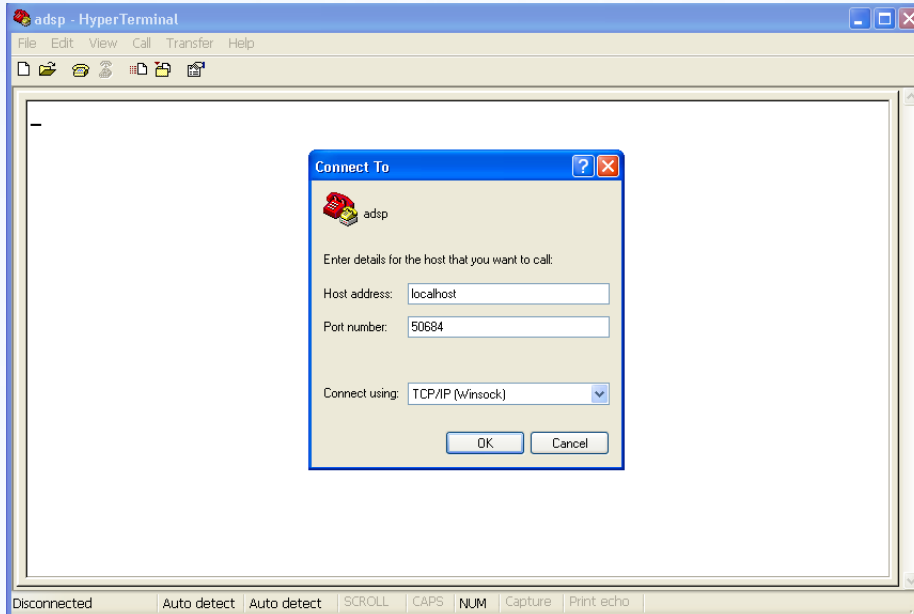 adsp - HyperTerminal
File Edit View Call Transfer Help
Connect To
adsp
Enter details for the host that you want to call:
Host address: localhost
Port number: 50684
Connect using: TCP/IP (Winsock)
OK Cancel
Disconnected Auto detect Auto detect SCROLL CAPS NUM Capture Print echo